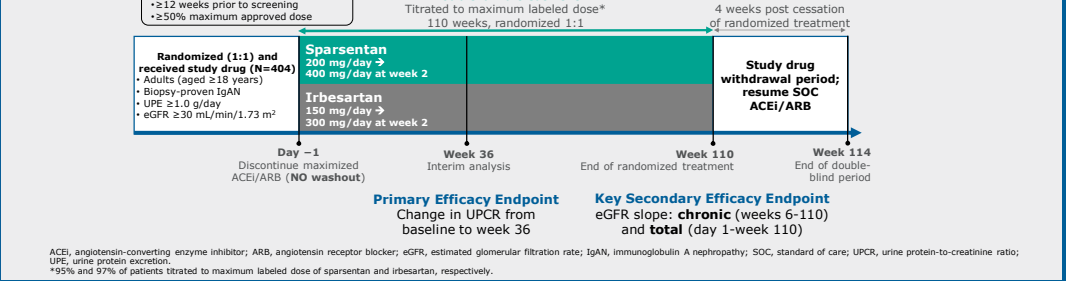 •≥12 weeks prior to screening
•≥50% maximum approved dose
Titrated to maximum labeled dose*
110 weeks, randomized 1:1
4 weeks post cessation
of randomized treatment
Randomized (1:1) and
received study drug (N=404)
• Adults (aged ≥18 years)
• Biopsy-proven IgAN
• UPE ≥1.0 g/day
• eGFR ≥30 mL/min/1.73 m²
Sparsentan
200 mg/day →
400 mg/day at week 2
Irbesartan
150 mg/day →
300 mg/day at week 2
Study drug
withdrawal period;
resume SOC
ACEi/ARB
Day −1
Discontinue maximized
ACEi/ARB (NO washout)
Week 36
Interim analysis
Week 110
End of randomized treatment
Week 114
End of double-
blind period
Primary Efficacy Endpoint
Change in UPCR from
baseline to week 36
Key Secondary Efficacy Endpoint
eGFR slope: chronic (weeks 6-110)
and total (day 1-week 110)
ACEi, angiotensin-converting enzyme inhibitor; ARB, angiotensin receptor blocker; eGFR, estimated glomerular filtration rate; IgAN, immunoglobulin A nephropathy; SOC, standard of care; UPCR, urine protein-to-creatinine ratio;
UPE, urine protein excretion.
*95% and 97% of patients titrated to maximum labeled dose of sparsentan and irbesartan, respectively.